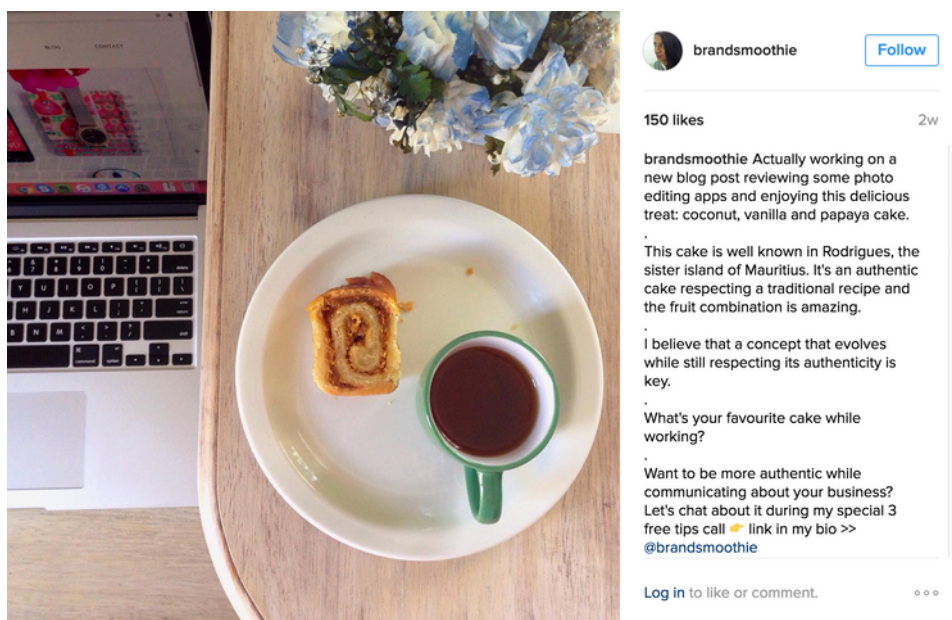 BLOG CONTACT
brandsmoothie
Follow
150 likes 2w
brandsmoothie Actually working on a
new blog post reviewing some photo
editing apps and enjoying this delicious
treat: coconut, vanilla and papaya cake.
.
This cake is well known in Rodrigues, the
sister island of Mauritius. It's an authentic
cake respecting a traditional recipe and
the fruit combination is amazing.
.
I believe that a concept that evolves
while still respecting its authenticity is
key.
.
What's your favourite cake while
working?
.
Want to be more authentic while
communicating about your business?
Let's chat about it during my special 3
free tips call 👉 link in my bio >>
@brandsmoothie
Log in to like or comment.